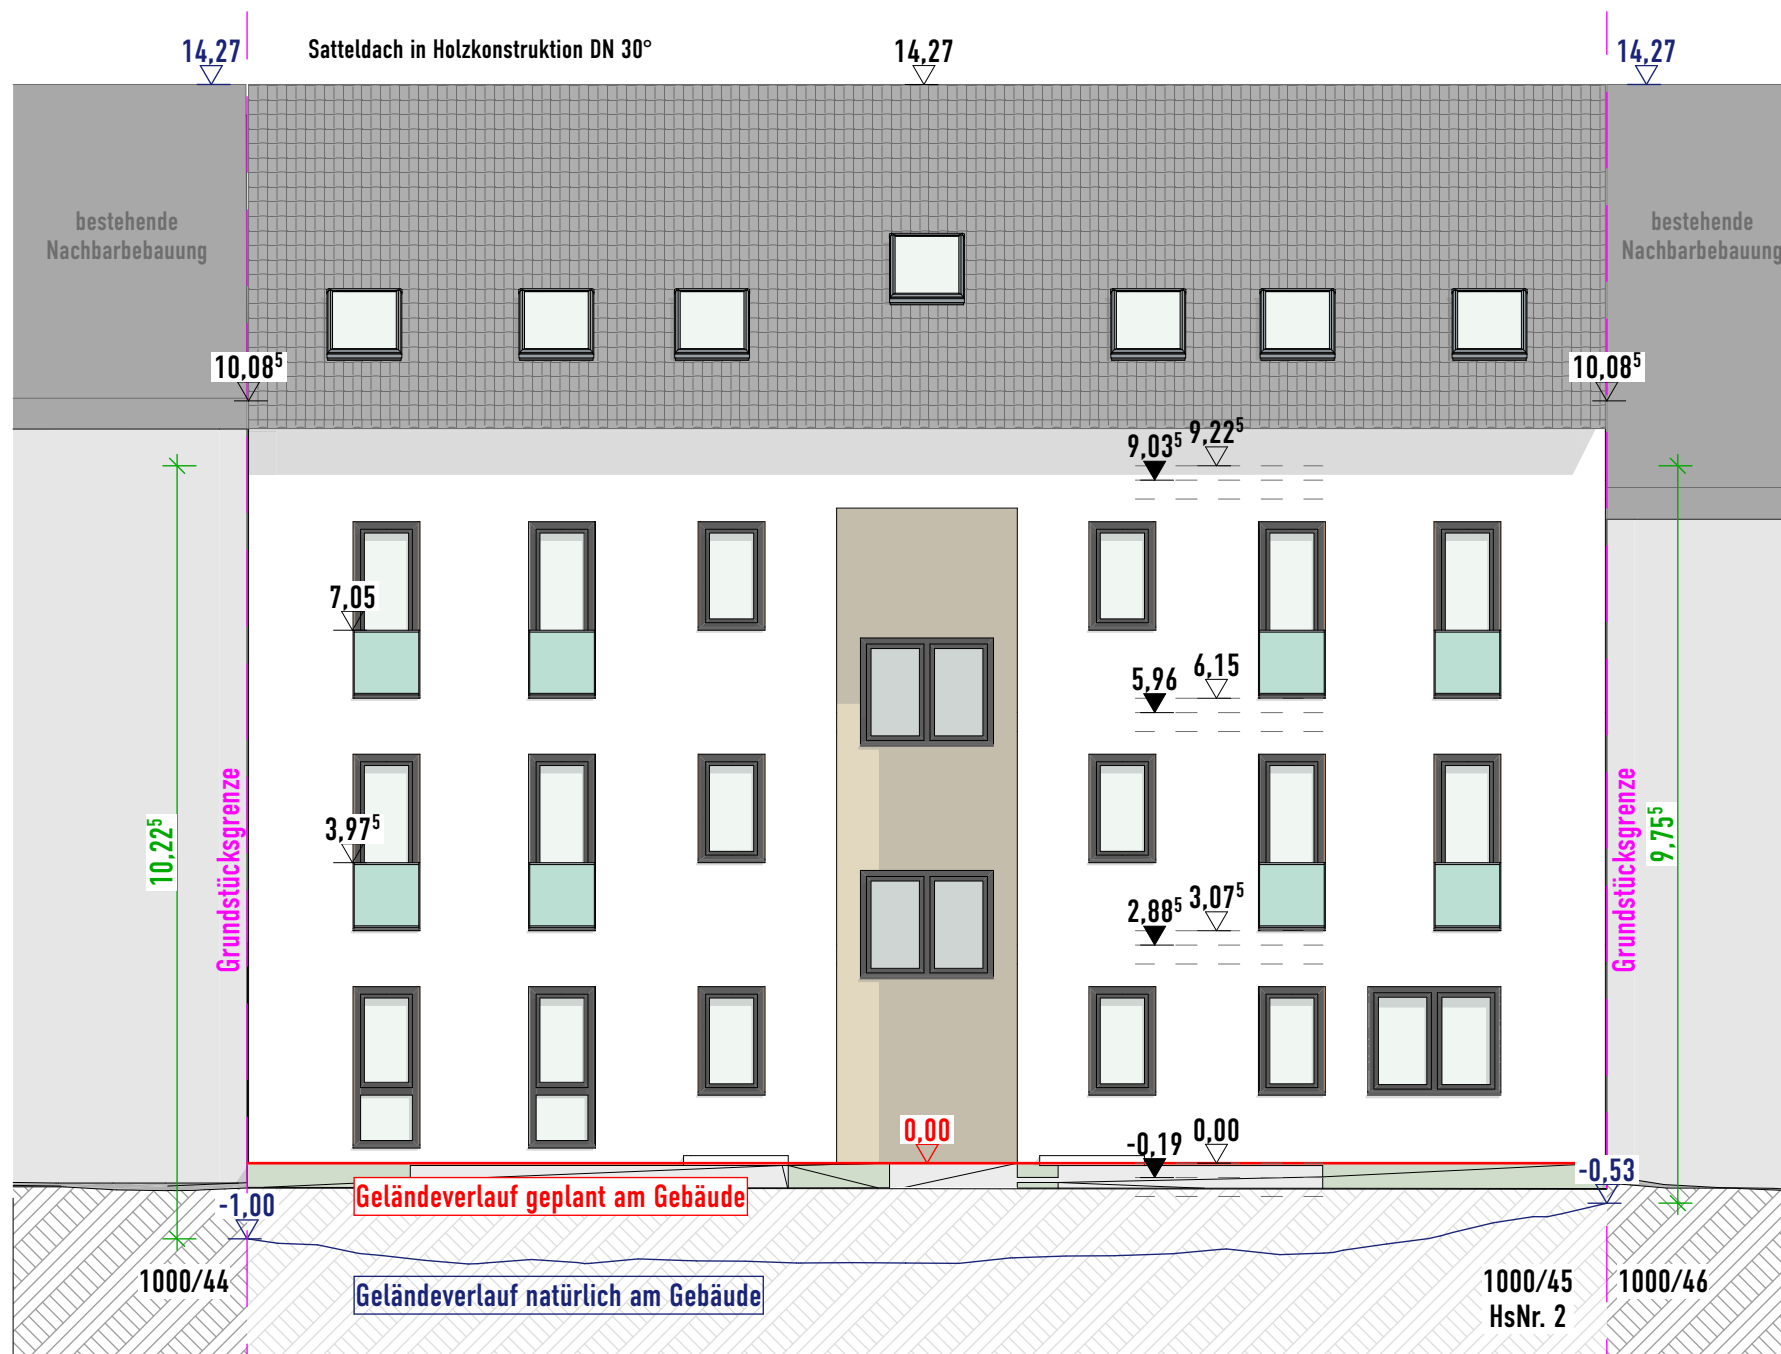 14,27
Satteldach in Holzkonstruktion DN 30°
14,27
14,27
bestehende
Nachbarbebauung
bestehende
Nachbarbebauung
10,08⁵
10,08⁵
9,03⁵
9,22⁵
7,05
5,96
6,15
3,97⁵
10,22⁵
Grundstücksgrenze
Grundstücksgrenze
9,75⁵
2,88⁵
3,07⁵
0,00
-0,19
0,00
-0,53
Geländeverlauf geplant am Gebäude
-1,00
1000/44
Geländeverlauf natürlich am Gebäude
1000/45
HsNr. 2
1000/46